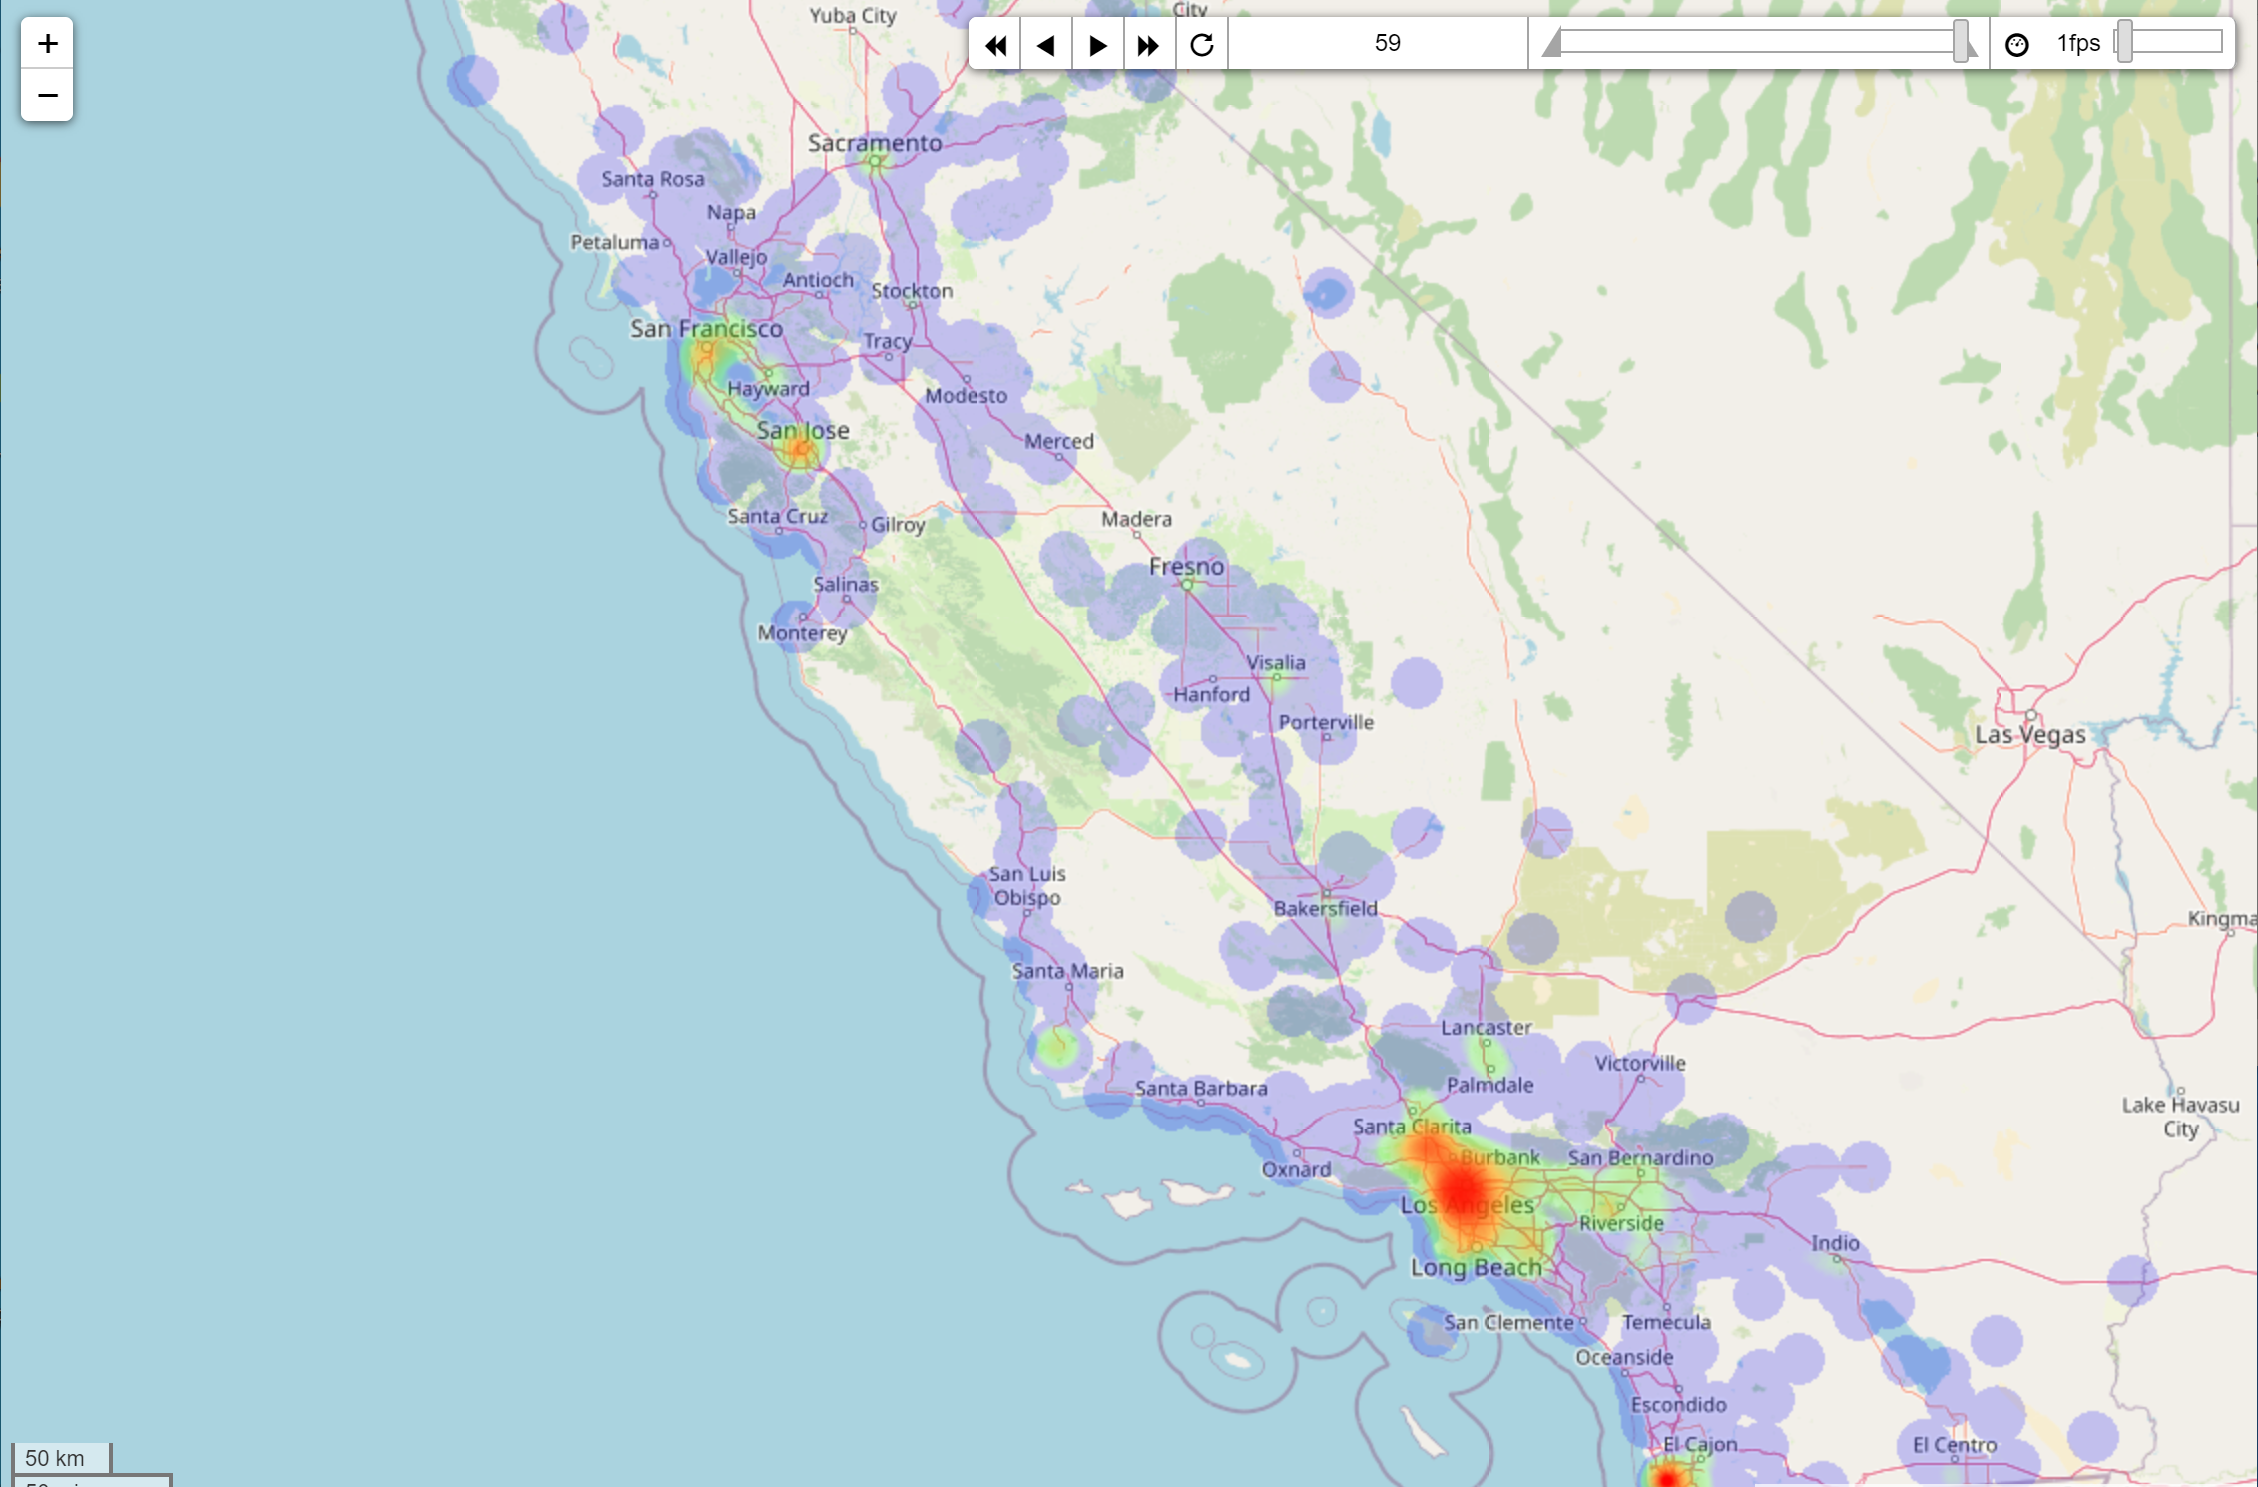 Yuba City
City
+
−
59
1fps
Sacramento
Santa Rosa
Napa
Petaluma
Vallejo
Antioch
Stockton
San Francisco
Tracy
Hayward
Modesto
San Jose
Merced
Santa Cruz
Gilroy
Madera
Fresno
Salinas
Monterey
Visalia
Hanford
Porterville
Las Vegas
San Luis
Obispo
Bakersfield
Kingma
Santa Maria
Lancaster
Victorville
Palmdale
Santa Barbara
Lake Havasu
City
Santa Clarita
Burbank
San Bernardino
Oxnard
Los Angeles
Riverside
Indio
Long Beach
San Clemente
Temecula
Oceanside
Escondido
El Cajon
El Centro
50 km